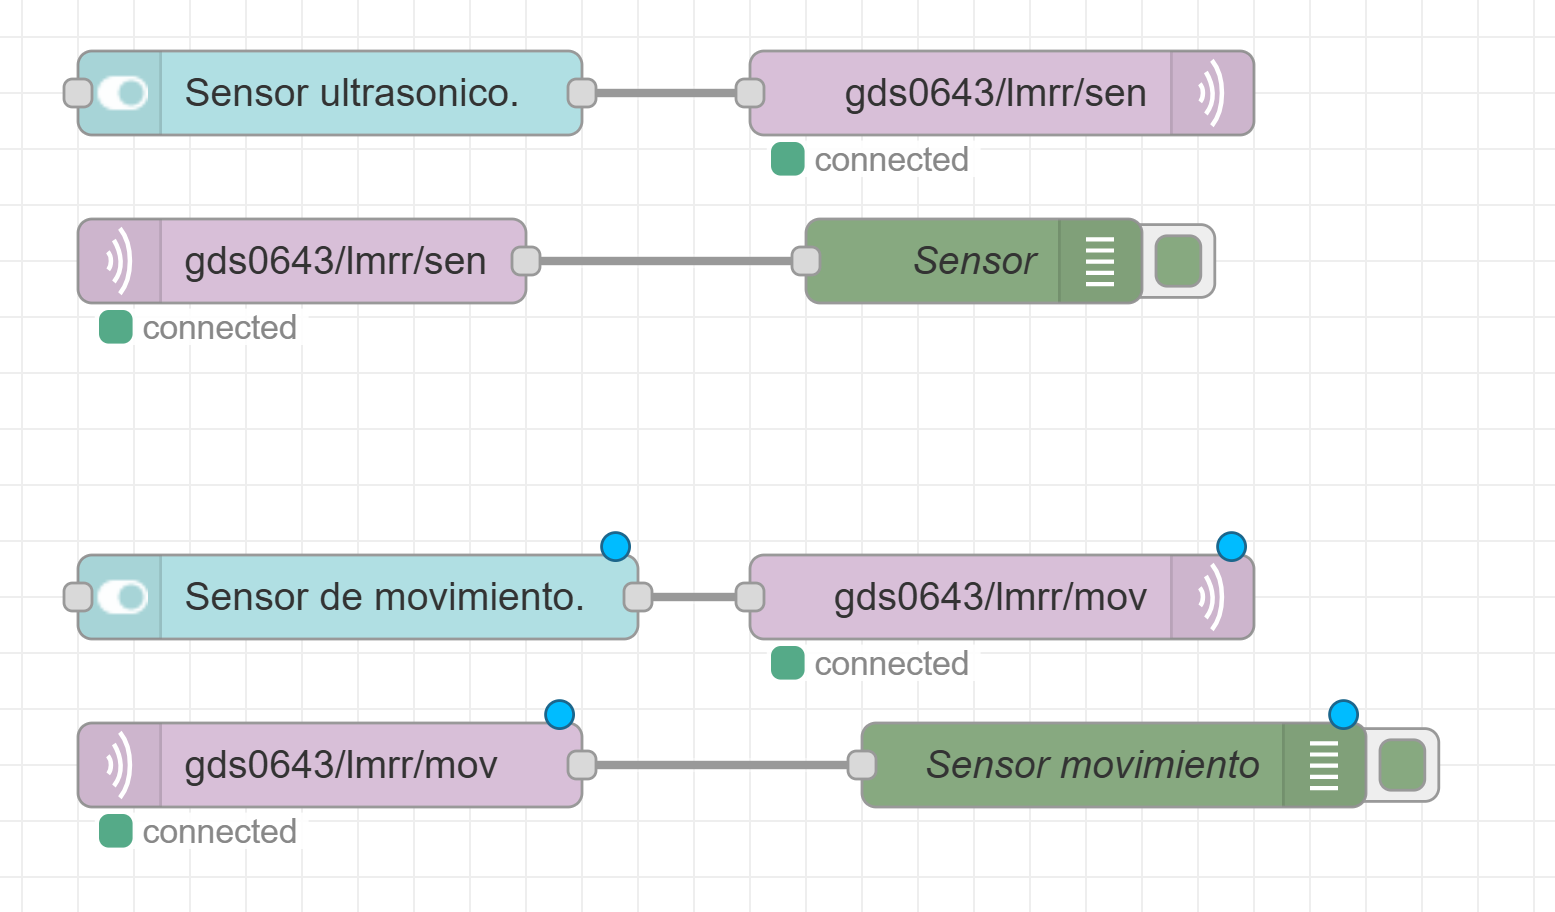 Sensor ultrasonico.
gds0643/lmrr/sen
connected
gds0643/lmrr/sen
Sensor
connected
Sensor de movimiento.
gds0643/lmrr/mov
connected
gds0643/lmrr/mov
Sensor movimiento
connected